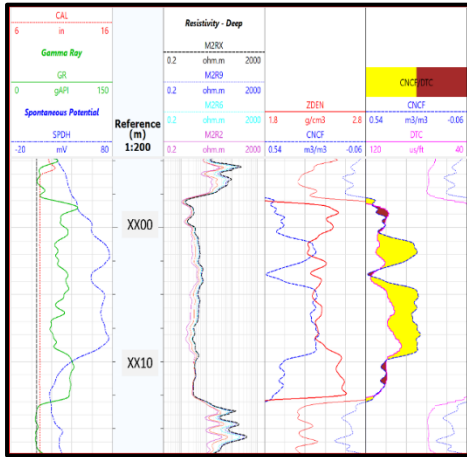 CAL
6 in 16
Gamma Ray
GR
0 gAPI 150
Spontaneous Potential
SPDH
-20 mV 80
Reference
(m)
1:200
Resistivity - Deep
M2RX
0.2 ohm.m 2000
M2R9
0.2 ohm.m 2000
M2R6
0.2 ohm.m 2000
M2R2
0.2 ohm.m 2000
ZDEN
1.8 g/cm3 2.8
CNCF
0.54 m3/m3 -0.06
CNCF/DTC
CNCF
0.54 m3/m3 -0.06
DTC
120 us/ft 40
XX00
XX10